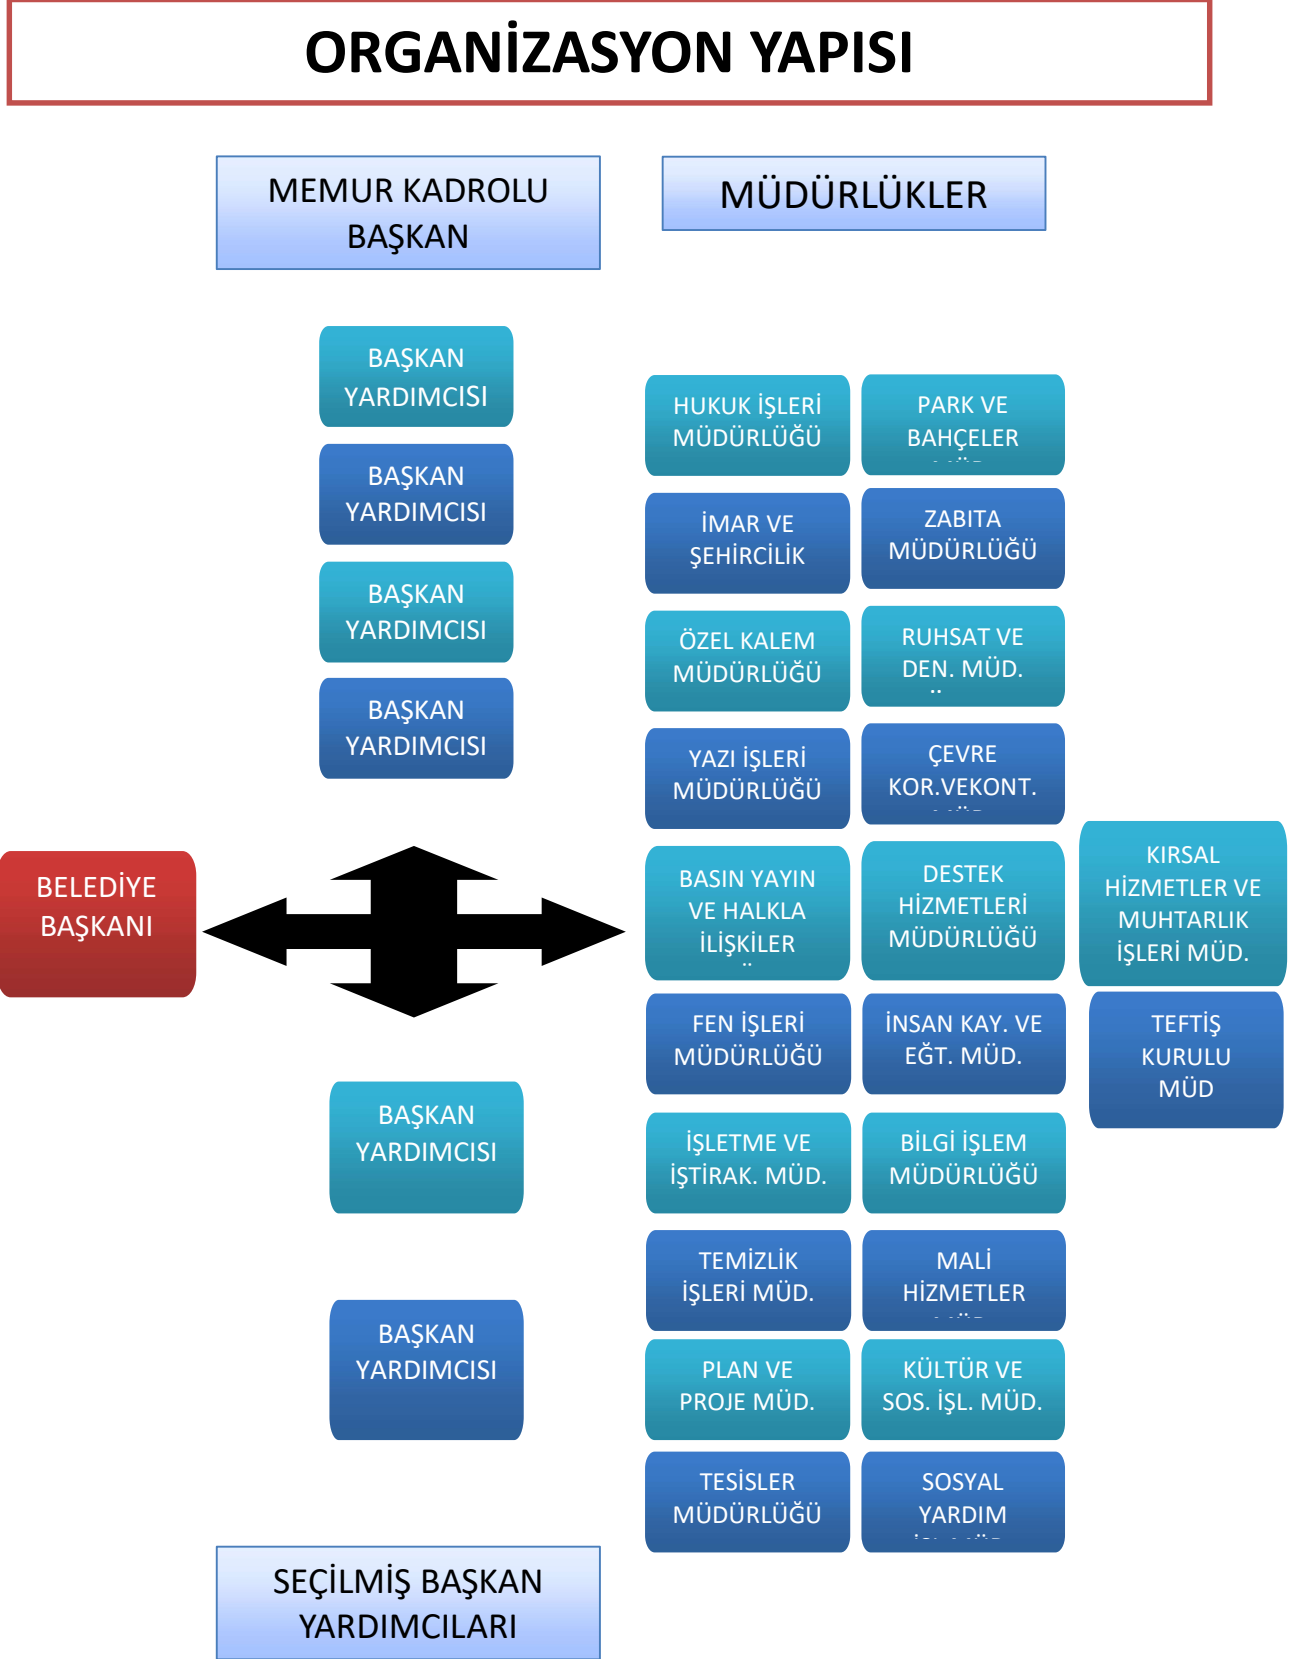 ORGANİZASYON YAPISI
MEMUR KADROLU
BAŞKAN
MÜDÜRLÜKLER
BAŞKAN
YARDIMCISI
BAŞKAN
YARDIMCISI
BAŞKAN
YARDIMCISI
BAŞKAN
YARDIMCISI
HUKUK İŞLERİ
MÜDÜRLÜĞÜ
PARK VE
BAHÇELER
İMAR VE
ŞEHİRCİLİK
ZABITA
MÜDÜRLÜĞÜ
ÖZEL KALEM
MÜDÜRLÜĞÜ
RUHSAT VE
DEN. MÜD.
YAZI İŞLERİ
MÜDÜRLÜĞÜ
ÇEVRE
KOR.VEKONT.
BELEDİYE
BAŞKANI
BASIN YAYIN
VE HALKLA
İLİŞKİLER
DESTEK
HİZMETLERİ
MÜDÜRLÜĞÜ
KIRSAL
HİZMETLER VE
MUHTARLIK
İŞLERİ MÜD.
FEN İŞLERİ
MÜDÜRLÜĞÜ
İNSAN KAY. VE
EĞT. MÜD.
TEFTİŞ
KURULU
MÜD
BAŞKAN
YARDIMCISI
İŞLETME VE
İŞTİRAK. MÜD.
BİLGİ İŞLEM
MÜDÜRLÜĞÜ
TEMİZLİK
İŞLERİ MÜD.
MALİ
HİZMETLER
BAŞKAN
YARDIMCISI
PLAN VE
PROJE MÜD.
KÜLTÜR VE
SOS. İŞL. MÜD.
TESİSLER
MÜDÜRLÜĞÜ
SOSYAL
YARDIM
SEÇİLMİŞ BAŞKAN
YARDIMCILARI